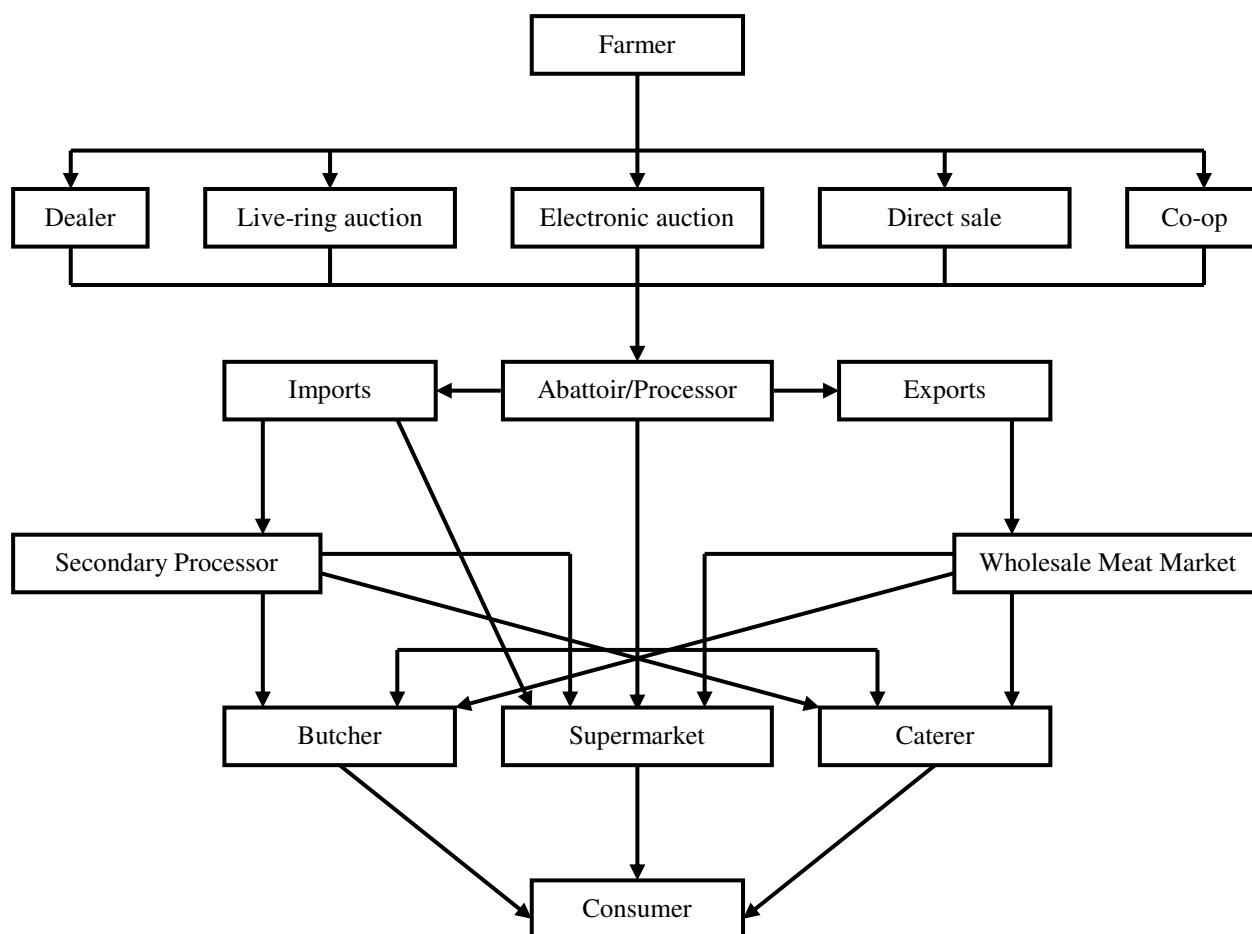 Farmer
Dealer
Live-ring auction
Electronic auction
Direct sale
Co-op
Imports
Abattoir/Processor
Exports
Secondary Processor
Wholesale Meat Market
Butcher
Supermarket
Caterer
Consumer